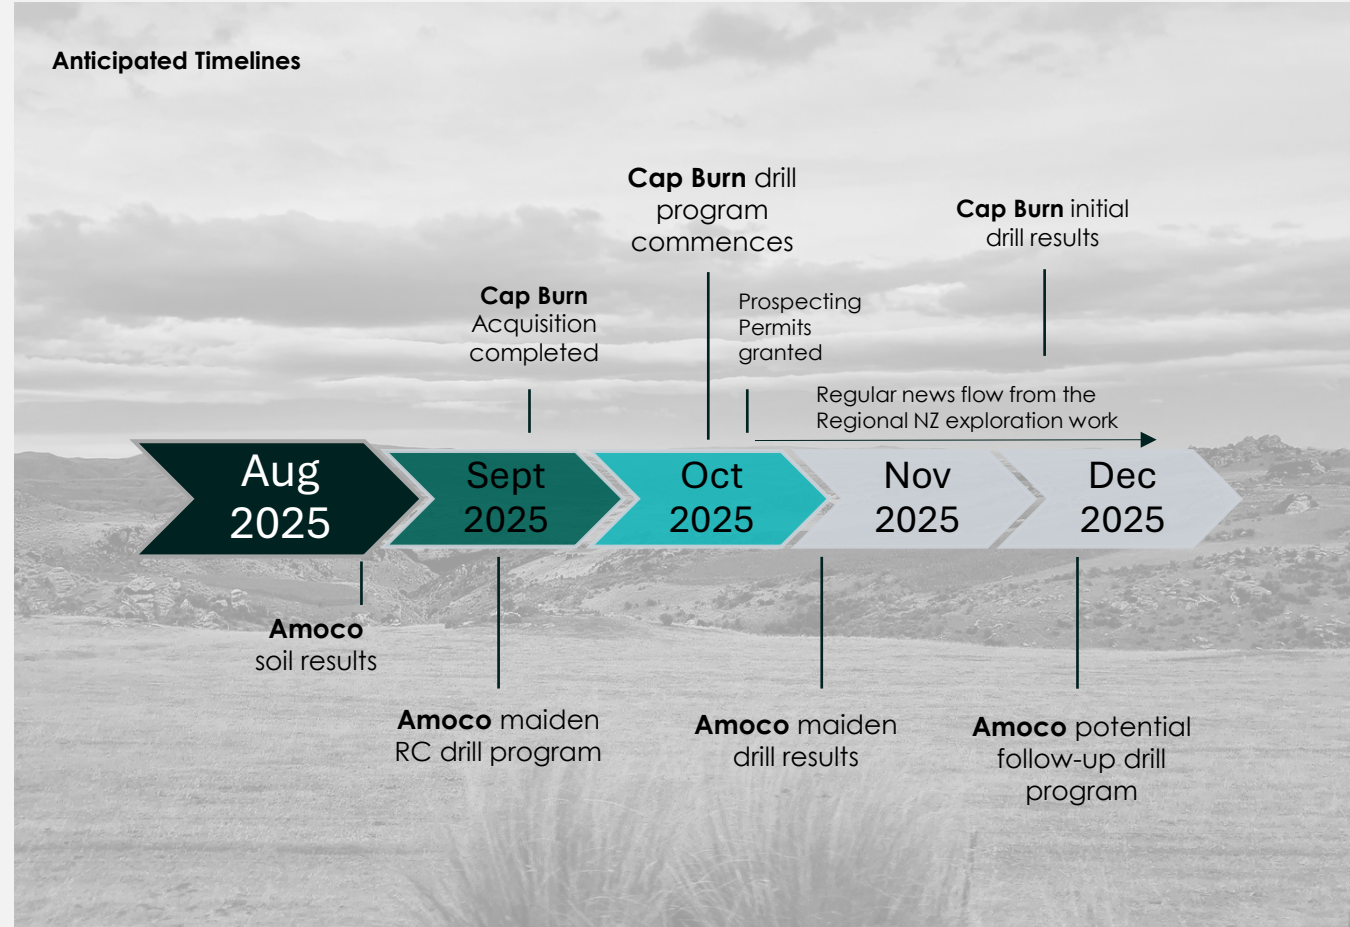 Anticipated Timelines
Cap Burn drill
program
commences
Cap Burn initial
drill results
Cap Burn
Acquisition
completed
Prospecting
Permits
granted
Regular news flow from the
Regional NZ exploration work
Aug
2025
Sept
2025
Oct
2025
Nov
2025
Dec
2025
Amoco
soil results
Amoco maiden
RC drill program
Amoco maiden
drill results
Amoco potential
follow-up drill
program